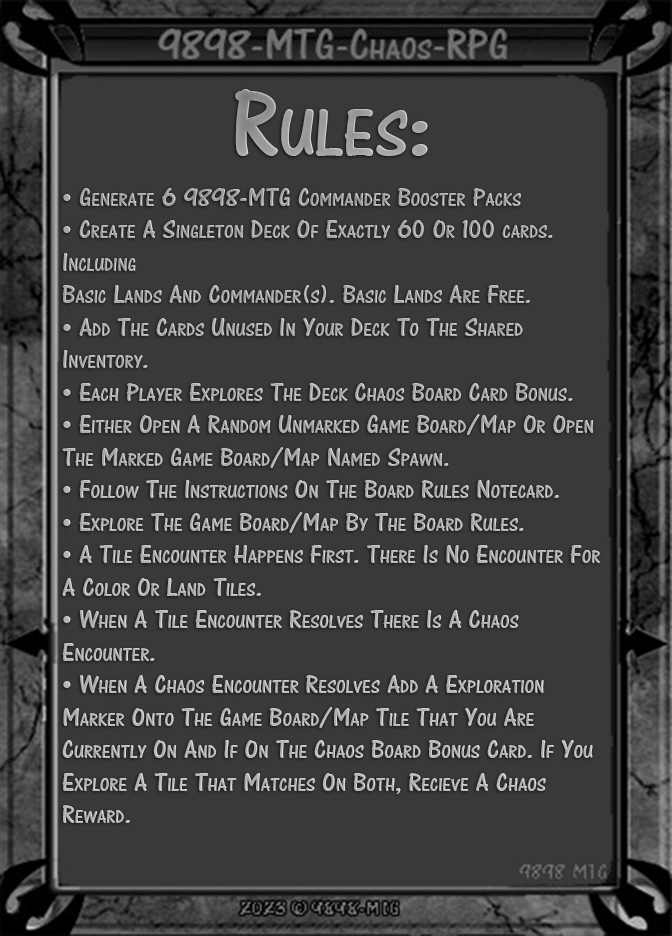 9898-MTG-Chaos-RPG
Rules:
• Generate 6 9898-MTG Commander Booster Packs
• Create A Singleton Deck Of Exactly 60 Or 100 cards.
Including
Basic Lands And Commander(s). Basic Lands Are Free.
• Add The Cards Unused In Your Deck To The Shared
Inventory.
• Each Player Explores The Deck Chaos Board Card Bonus.
• Either Open A Random Unmarked Game Board/Map Or Open
The Marked Game Board/Map Named Spawn.
• Follow The Instructions On The Board Rules Notecard.
• Explore The Game Board/Map By The Board Rules.
• A Tile Encounter Happens First. There Is No Encounter For
A Color Or Land Tiles.
• When A Tile Encounter Resolves There Is A Chaos
Encounter.
• When A Chaos Encounter Resolves Add A Exploration
Marker Onto The Game Board/Map Tile That You Are
Currently On And If On The Chaos Board Bonus Card. If You
Explore A Tile That Matches On Both, Recieve A Chaos
Reward.
9898 MTG
2023 © 9898-MTG